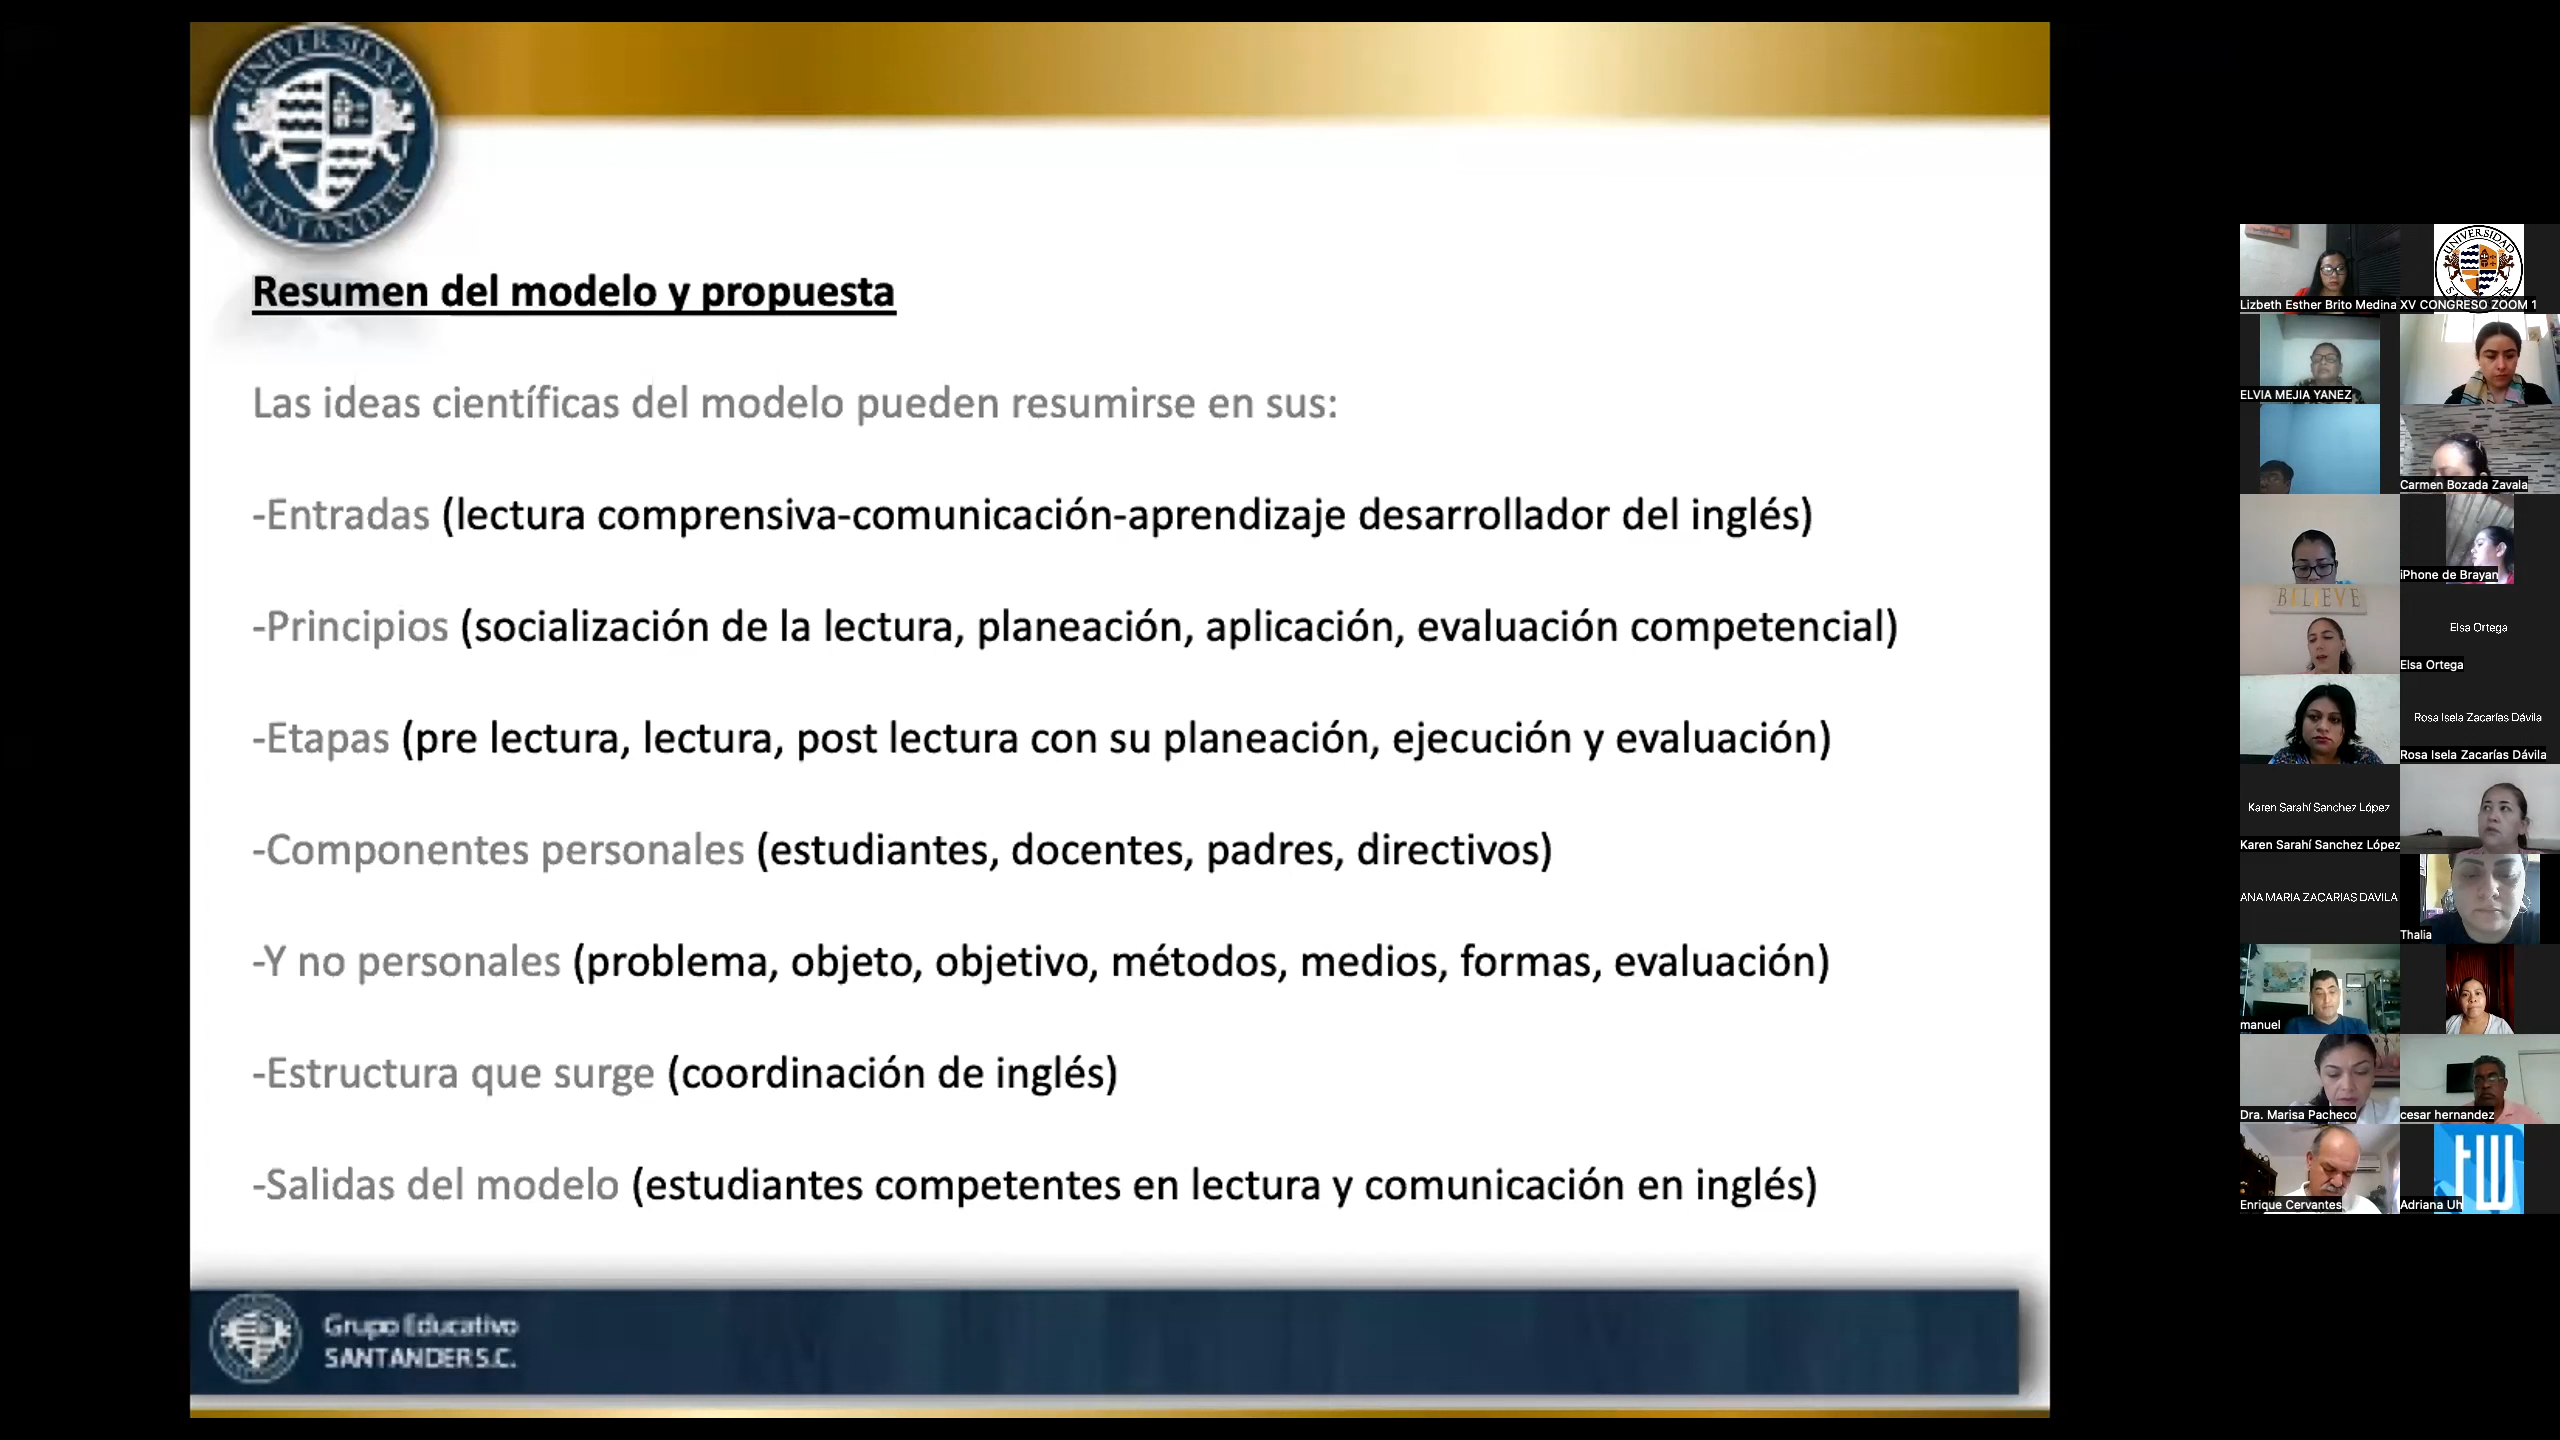 UNIVERSIDAD
SANTANDER
Resumen del modelo y propuesta
Las ideas científicas del modelo pueden resumirse en sus:
-Entradas (lectura comprensiva-comunicación-aprendizaje desarrollador del inglés)
-Principios (socialización de la lectura, planeación, aplicación, evaluación competencial)
-Etapas (pre lectura, lectura, post lectura con su planeación, ejecución y evaluación)
-Componentes personales (estudiantes, docentes, padres, directivos)
-Y no personales (problema, objeto, objetivo, métodos, medios, formas, evaluación)
-Estructura que surge (coordinación de inglés)
-Salidas del modelo (estudiantes competentes en lectura y comunicación en inglés)
Grupo Educativo
SANTANDER S.C.
UNIVERSIDAD
Lizbeth Esther Brito Medina
XV CONGRESO ZOOM 1
ELVIA MEJIA YANEZ
Carmen Bozada Zavala
iPhone de Brayan
BELIEVE
Elsa Ortega
Elsa Ortega
Rosa Isela Zacarías Dávila
Rosa Isela Zacarías Dávila
Karen Sarahí Sanchez López
Karen Sarahí Sanchez López
ANA MARIA ZACARIAS DAVILA
Thalia
manuel
Dra. Marisa Pacheco
cesar hernandez
Enrique Cervantes
Adriana Uh